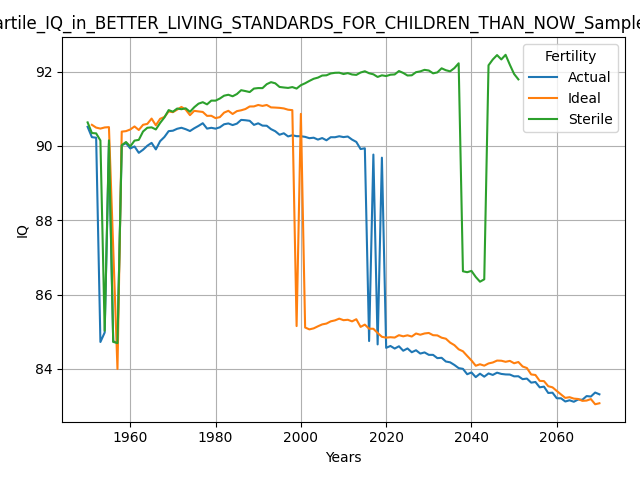 artile_IQ_in_BETTER_LIVING_STANDARDS_FOR_CHILDREN_THAN_NOW_Sample
Fertility
Actual
Ideal
Sterile
92
90
88
86
84
IQ
1960
1980
2000
2020
2040
2060
Years